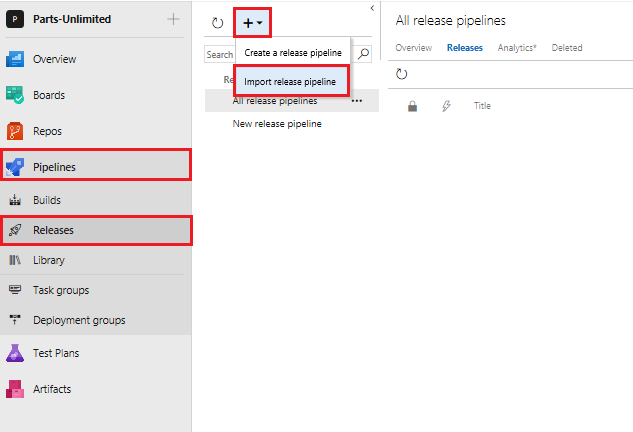 P Parts-Unlimited
Overview
Boards
Repos
Pipelines
Builds
Releases
Library
Task groups
Deployment groups
Test Plans
Artifacts
Create a release pipeline
Search
Import release pipeline
Re
All release pipelines
New release pipeline
All release pipelines
Overview Releases Analytics* Deleted
Title